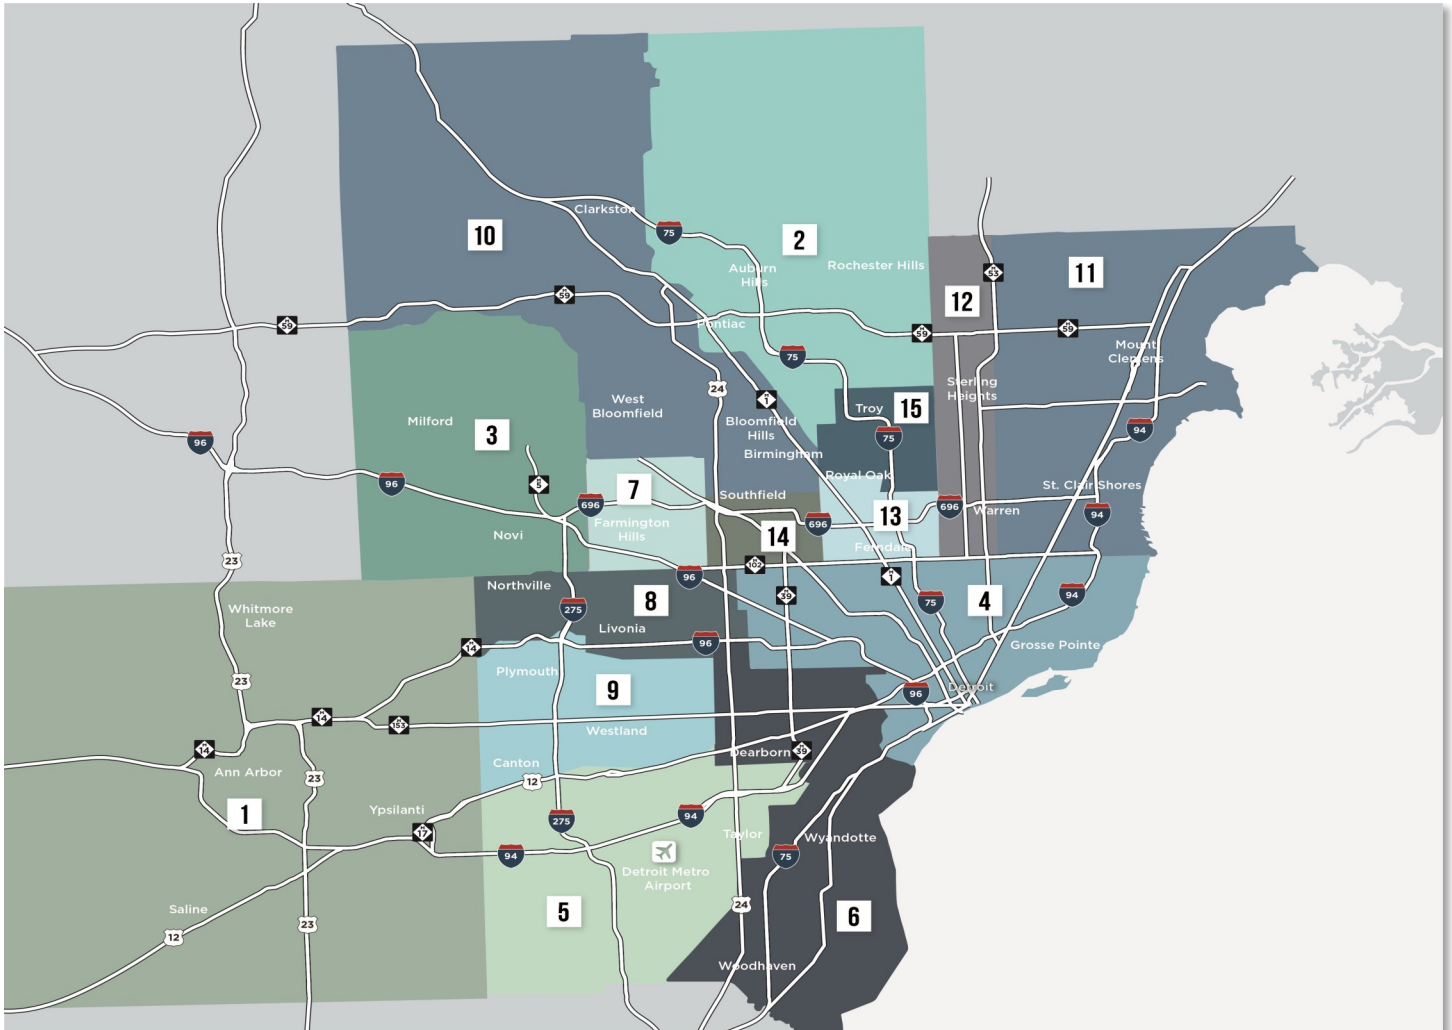 Clarkston
75
10
2
Auburn
Hills
Rochester Hills
M
53
11
12
M
59
M
59
M
59
M
59
Pontiac
75
Mount
Clemens
24
West
Bloomfield
M
1
Sterling
Heights
Milford
3
Bloomfield
Hills
Troy
15
75
94
96
Birmingham
96
M
5
7
Southfield
Royal Oak
St. Clair Shores
696
696
13
696
Warren
94
Farmington
Hills
14
Novi
Ferndale
23
M
102
96
M
1
Northville
M
39
94
275
8
75
4
Whitmore
Lake
Livonia
M
14
96
Grosse Pointe
Plymouth
23
9
96
Detroit
M
14
M
153
Westland
M
14
Dearborn
M
39
Canton
Ann Arbor
23
12
Ypsilanti
1
M
17
275
94
Taylor
Wyandotte
94
75
Detroit Metro
Airport
Saline
5
24
6
12
23
Woodhaven